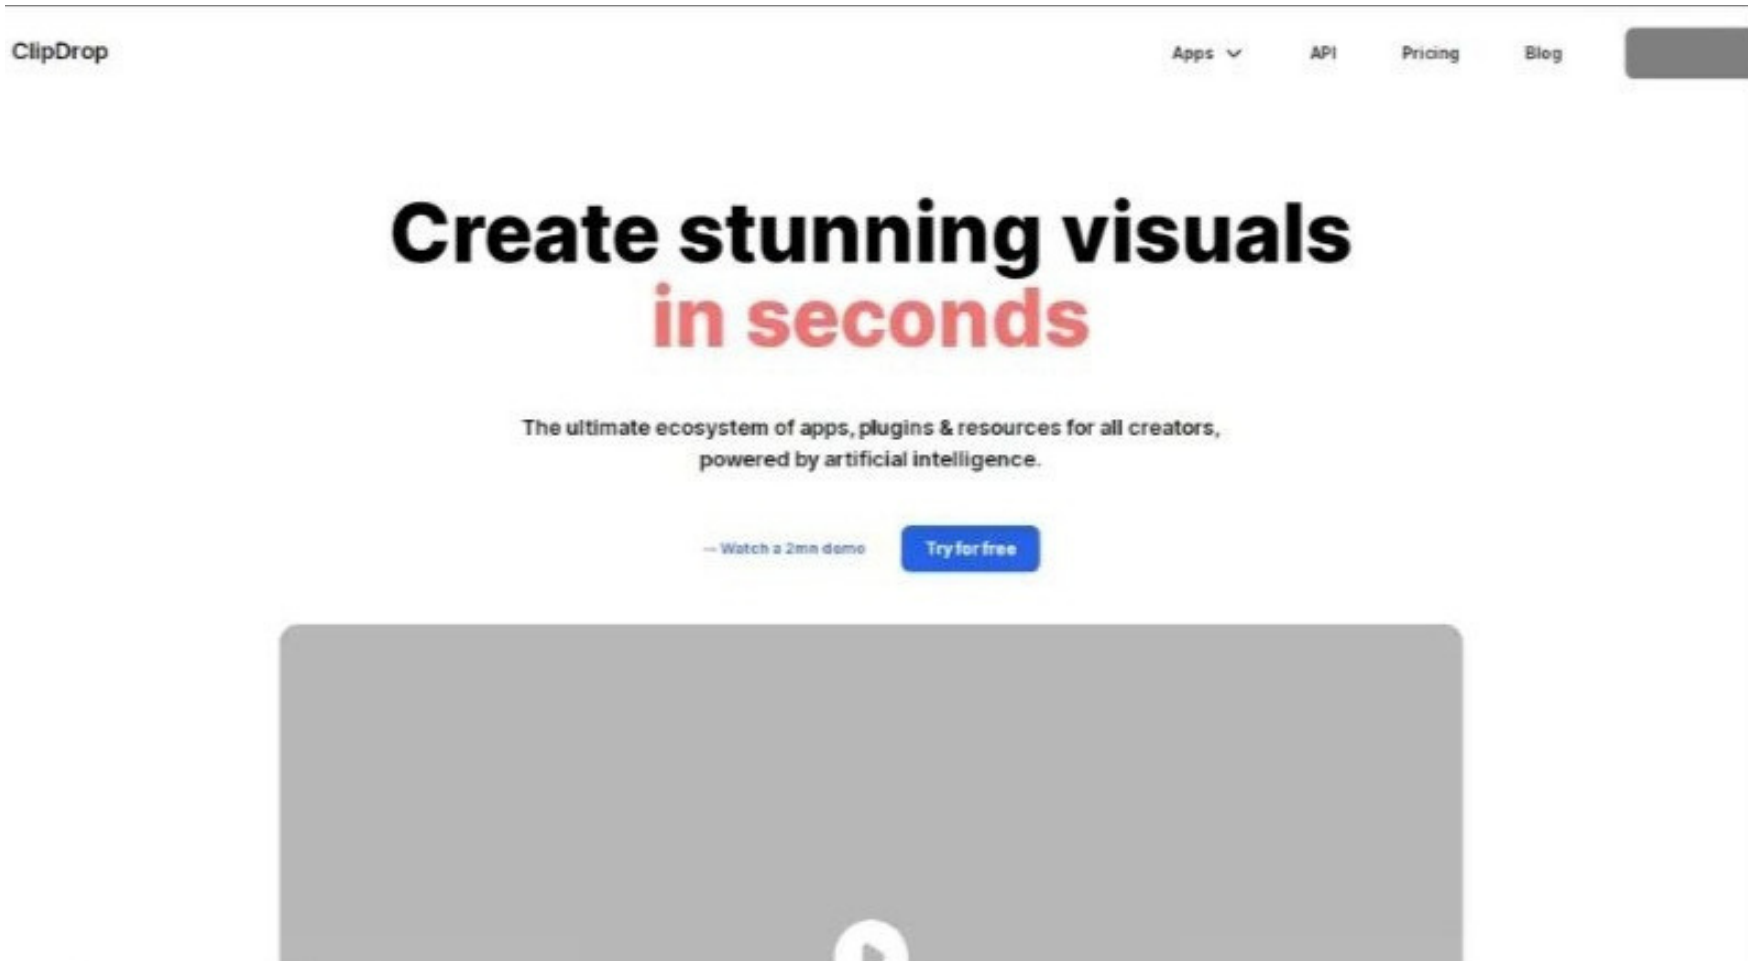 ClipDrop
Apps
API
Pricing
Blog
Create stunning visuals
in seconds
The ultimate ecosystem of apps, plugins & resources for all creators,
powered by artificial intelligence.
— Watch a 2mn demo
Try for free